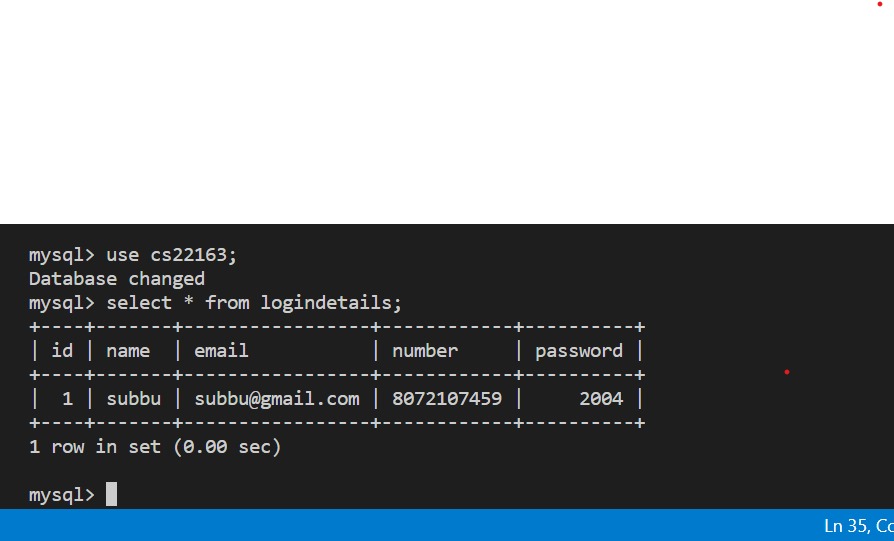 mysql> use cs22163;
Database changed
mysql> select * from logindetails;
+----+-------+-----------------+------------+----------+
| id | name  | email           | number     | password |
+----+-------+-----------------+------------+----------+
|  1 | subbu | subbu@gmail.com | 8072107459 |     2004 |
+----+-------+-----------------+------------+----------+
1 row in set (0.00 sec)
mysql>
Ln 35, Co